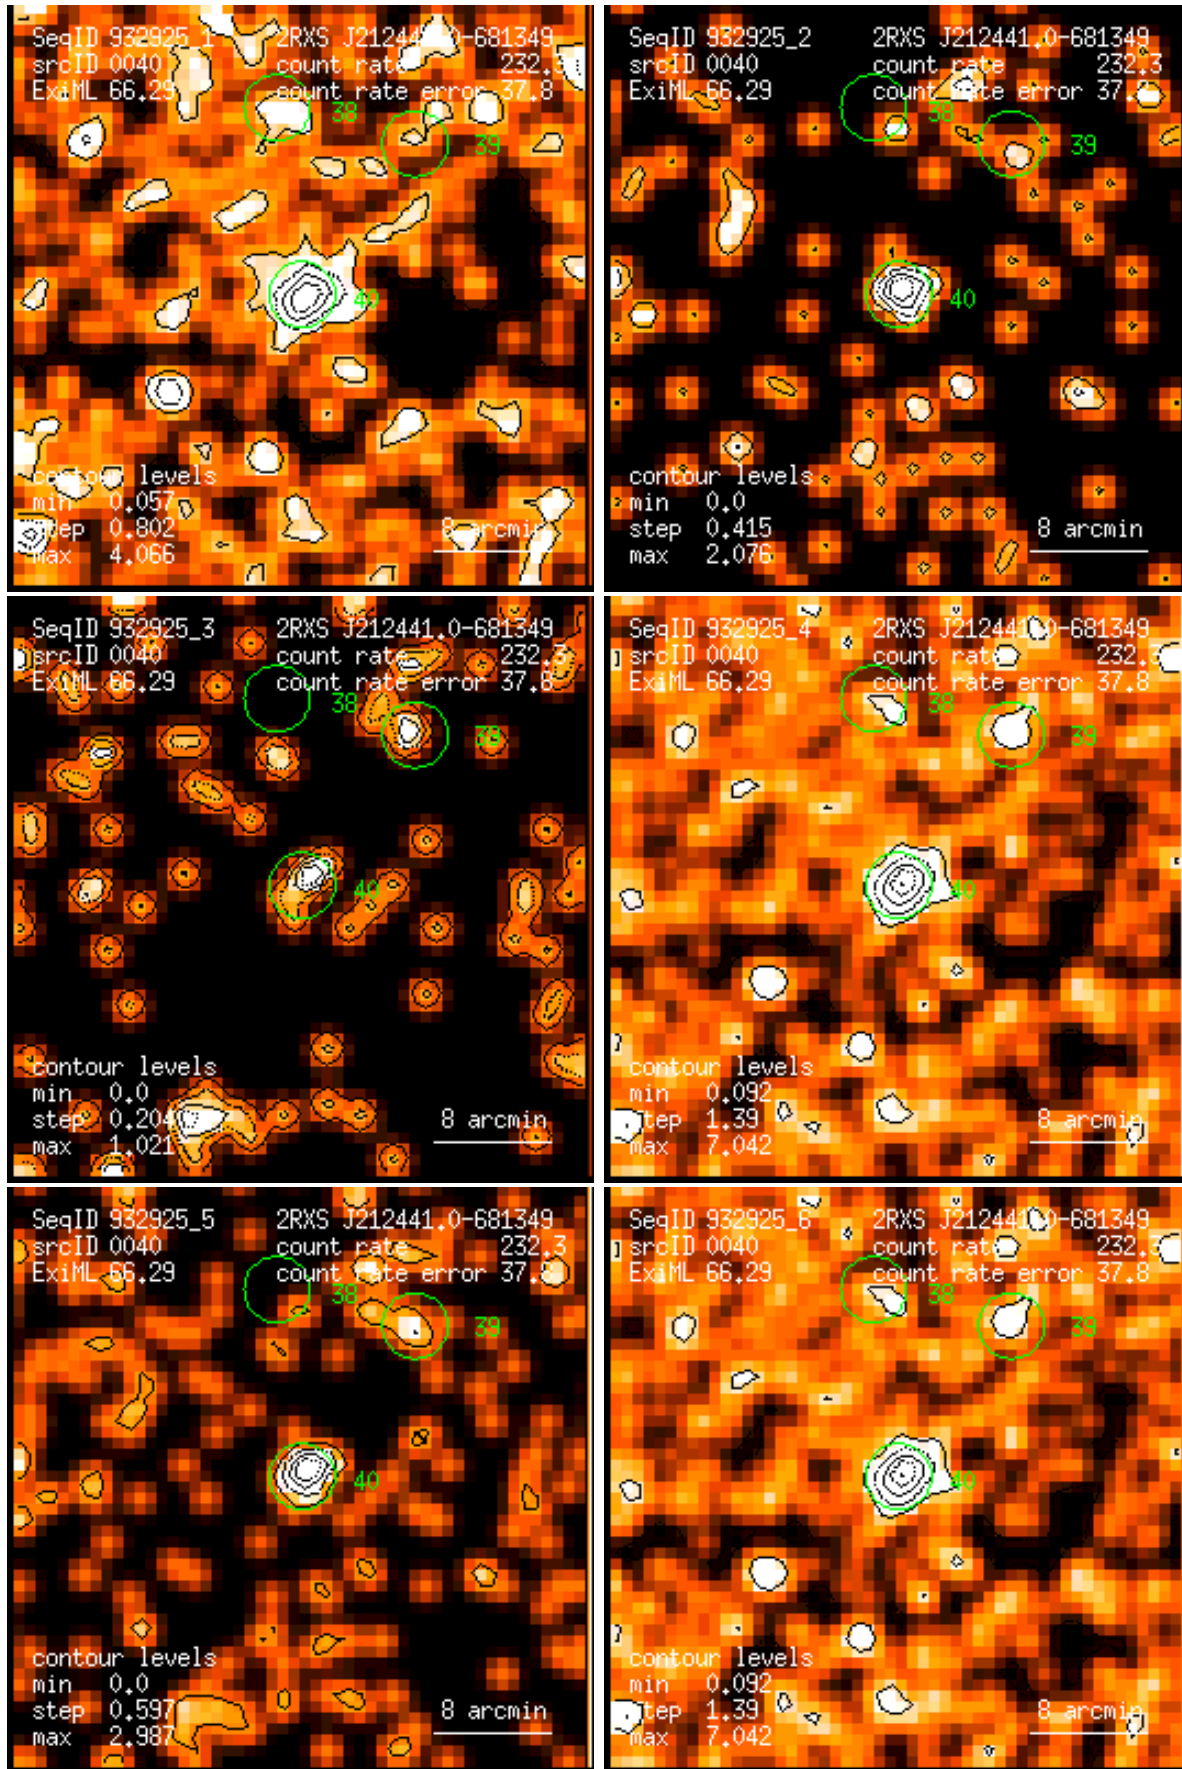 SeqID 932925_1 2RXS J212441.0-681349
srcID 0040 count rate 232.3
ExiML 66.29 count rate error 37.8
38
39
40
contour levels
min 0.057
step 0.802 8 arcmin
max 4.066
SeqID 932925_2 2RXS J212441.0-681349
srcID 0040 count rate 232.3
ExiML 66.29 count rate error 37.8
38
39
40
contour levels
min 0.0
step 0.415 8 arcmin
max 2.076
SeqID 932925_3 2RXS J212441.0-681349
srcID 0040 count rate 232.3
ExiML 66.29 count rate error 37.8
38
39
40
contour levels
min 0.0
step 0.204 8 arcmin
max 1.021
SeqID 932925_4 2RXS J212441.0-681349
srcID 0040 count rate 232.3
ExiML 66.29 count rate error 37.8
38
39
40
contour levels
min 0.092
step 1.39 8 arcmin
max 7.042
SeqID 932925_5 2RXS J212441.0-681349
srcID 0040 count rate 232.3
ExiML 66.29 count rate error 37.8
38
39
40
contour levels
min 0.0
step 0.597 8 arcmin
max 2.987
SeqID 932925_6 2RXS J212441.0-681349
srcID 0040 count rate 232.3
ExiML 66.29 count rate error 37.8
38
39
40
contour levels
min 0.092
step 1.39 8 arcmin
max 7.042